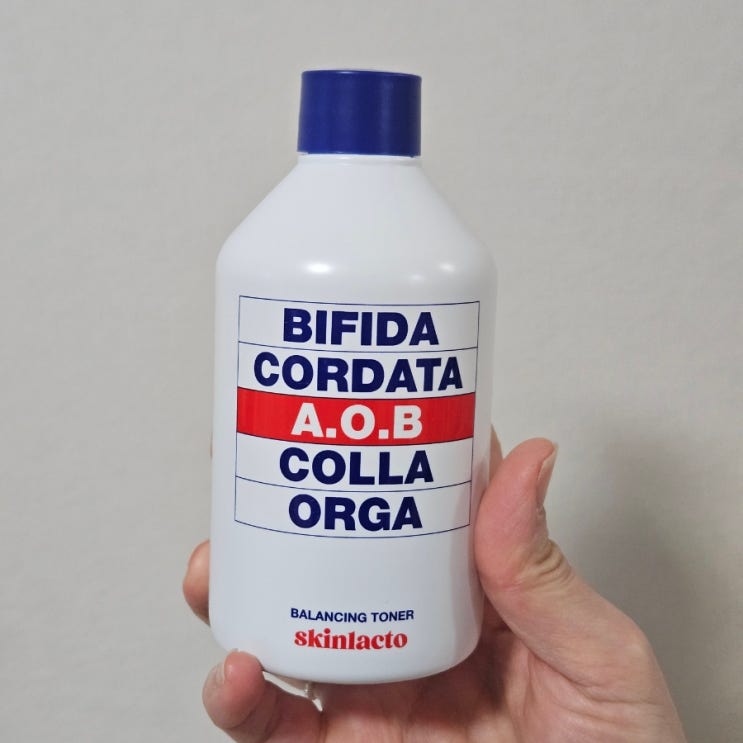 BIFIDA
CORDATA
A.O.B
COLLA
ORGA
BALANCING TONER
skinlacto